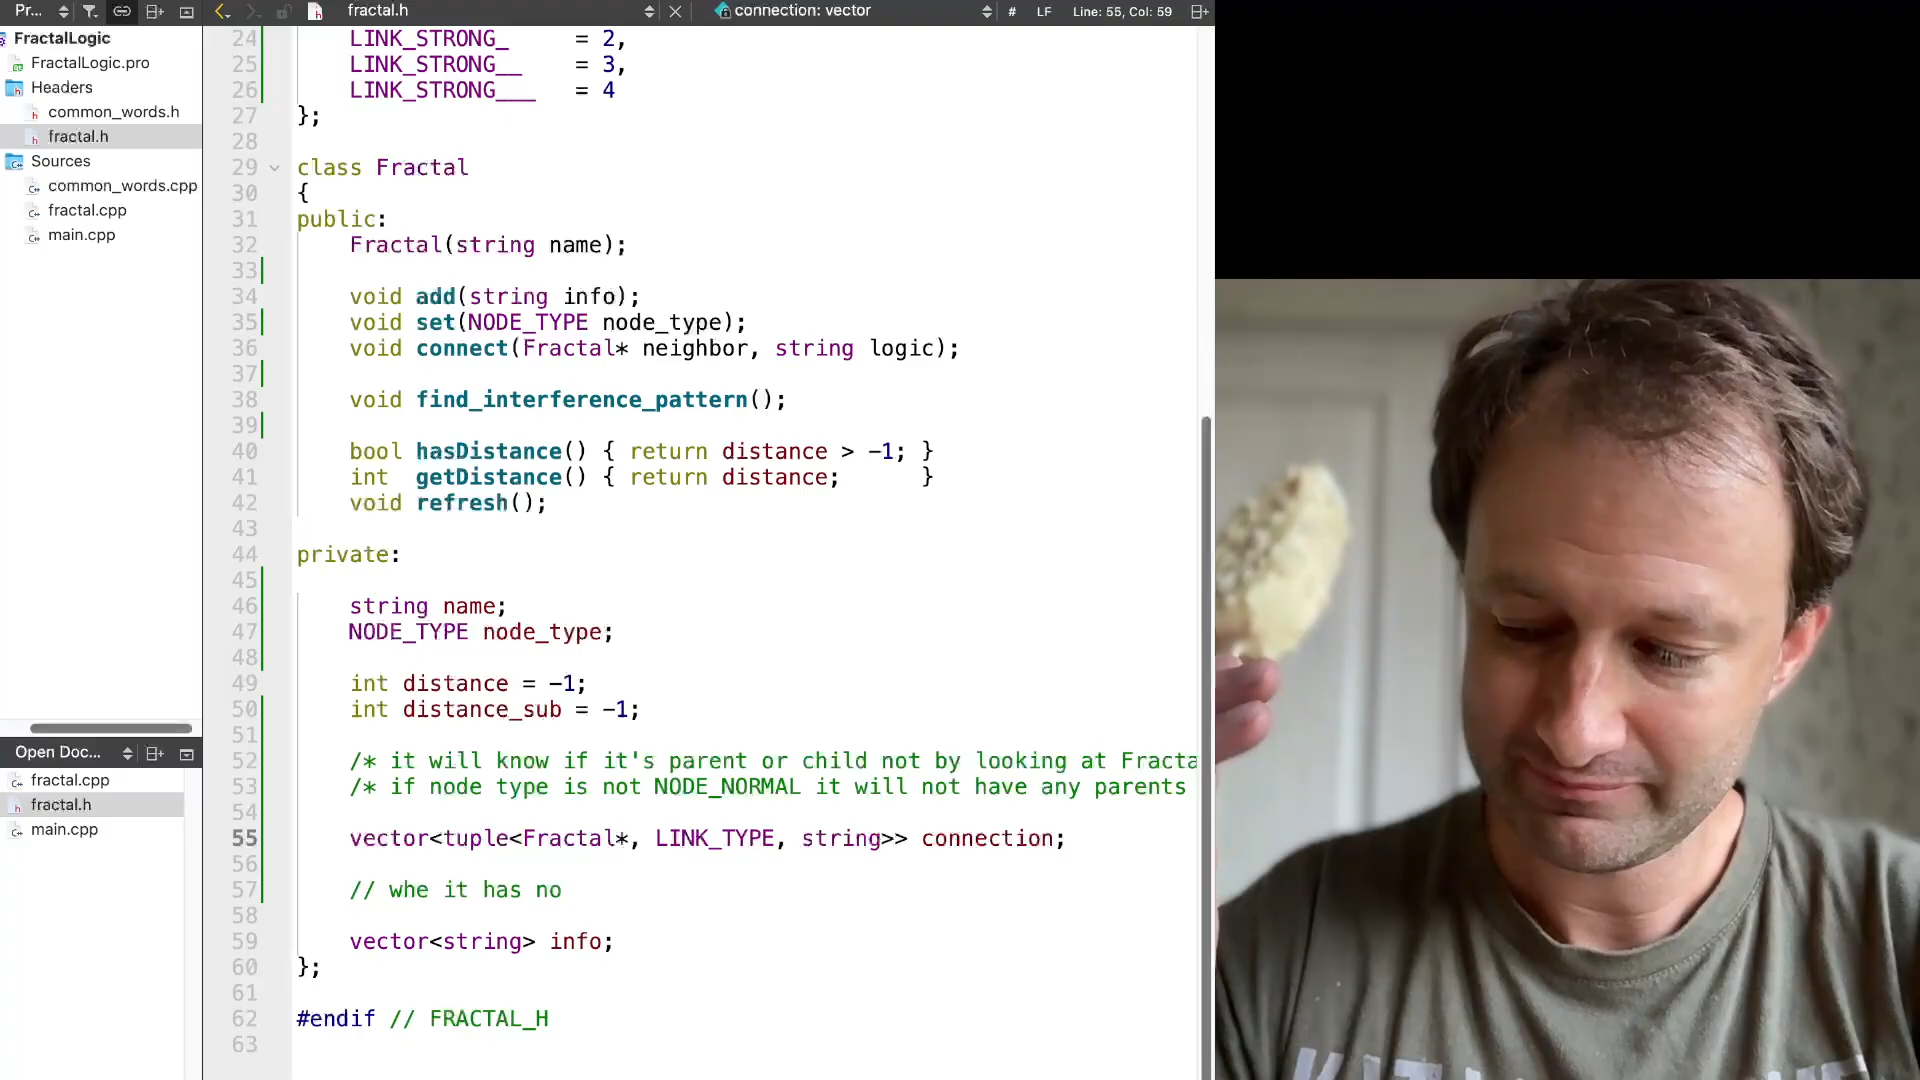 Pr...
fractal.h
connection: vector
#
LF
Line: 55, Col: 59
FractalLogic
FractalLogic.pro
Headers
common_words.h
fractal.h
Sources
common_words.cpp
fractal.cpp
main.cpp
Open Doc...
fractal.cpp
fractal.h
main.cpp
24 LINK_STRONG_ = 2,
25 LINK_STRONG__ = 3,
26 LINK_STRONG___ = 4
27 };
28
29 class Fractal
30 {
31 public:
32 Fractal(string name);
33
34 void add(string info);
35 void set(NODE_TYPE node_type);
36 void connect(Fractal* neighbor, string logic);
37
38 void find_interference_pattern();
39
40 bool hasDistance() { return distance > -1; }
41 int getDistance() { return distance; }
42 void refresh();
43
44 private:
45
46 string name;
47 NODE_TYPE node_type;
48
49 int distance = -1;
50 int distance_sub = -1;
51
52 /* it will know if it's parent or child not by looking at Fracta
53 /* if node type is not NODE_NORMAL it will not have any parents
54
55 vector<tuple<Fractal*, LINK_TYPE, string>> connection;
56
57 // whe it has no
58
59 vector<string> info;
60 };
61
62 #endif // FRACTAL_H
63